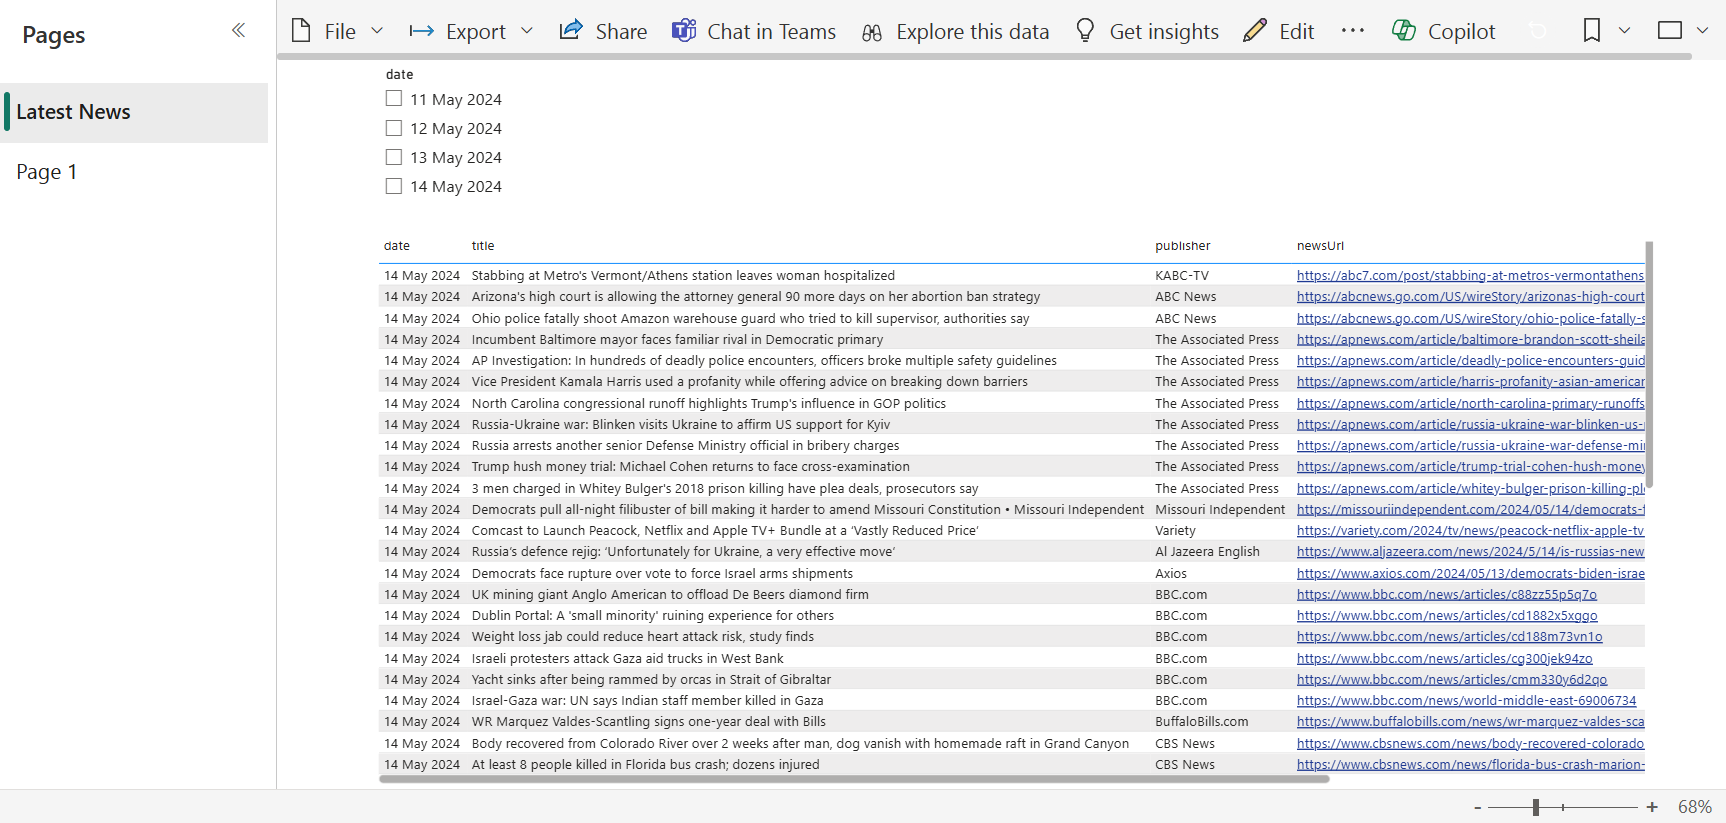 Pages
File Export Share Chat in Teams Explore this data Get insights Edit ··· Copilot
Latest News
Page 1
date
11 May 2024
12 May 2024
13 May 2024
14 May 2024
date title publisher newsUrl
14 May 2024 Stabbing at Metro's Vermont/Athens station leaves woman hospitalized KABC-TV https://abc7.com/post/stabbing-at-metros-vermontathens
14 May 2024 Arizona's high court is allowing the attorney general 90 more days on her abortion ban strategy ABC News https://abcnews.go.com/US/wireStory/arizonas-high-court
14 May 2024 Ohio police fatally shoot Amazon warehouse guard who tried to kill supervisor, authorities say ABC News https://abcnews.go.com/US/wireStory/ohio-police-fatally-s
14 May 2024 Incumbent Baltimore mayor faces familiar rival in Democratic primary The Associated Press https://apnews.com/article/baltimore-brandon-scott-sheila
14 May 2024 AP Investigation: In hundreds of deadly police encounters, officers broke multiple safety guidelines The Associated Press https://apnews.com/article/deadly-police-encounters-guid
14 May 2024 Vice President Kamala Harris used a profanity while offering advice on breaking down barriers The Associated Press https://apnews.com/article/harris-profanity-asian-american
14 May 2024 North Carolina congressional runoff highlights Trump's influence in GOP politics The Associated Press https://apnews.com/article/north-carolina-primary-runoffs
14 May 2024 Russia-Ukraine war: Blinken visits Ukraine to affirm US support for Kyiv The Associated Press https://apnews.com/article/russia-ukraine-war-blinken-us-
14 May 2024 Russia arrests another senior Defense Ministry official in bribery charges The Associated Press https://apnews.com/article/russia-ukraine-war-defense-mi
14 May 2024 Trump hush money trial: Michael Cohen returns to face cross-examination The Associated Press https://apnews.com/article/trump-trial-cohen-hush-money
14 May 2024 3 men charged in Whitey Bulger's 2018 prison killing have plea deals, prosecutors say The Associated Press https://apnews.com/article/whitey-bulger-prison-killing-pl
14 May 2024 Democrats pull all-night filibuster of bill making it harder to amend Missouri Constitution • Missouri Independent Missouri Independent https://missouriindependent.com/2024/05/14/democrats-f
14 May 2024 Comcast to Launch Peacock, Netflix and Apple TV+ Bundle at a ‘Vastly Reduced Price’ Variety https://variety.com/2024/tv/news/peacock-netflix-apple-tv
14 May 2024 Russia’s defence rejig: ‘Unfortunately for Ukraine, a very effective move’ Al Jazeera English https://www.aljazeera.com/news/2024/5/14/is-russias-new
14 May 2024 Democrats face rupture over vote to force Israel arms shipments Axios https://www.axios.com/2024/05/13/democrats-biden-israe
14 May 2024 UK mining giant Anglo American to offload De Beers diamond firm BBC.com https://www.bbc.com/news/articles/c88zz55p5q7o
14 May 2024 Dublin Portal: A 'small minority' ruining experience for others BBC.com https://www.bbc.com/news/articles/cd1882x5xggo
14 May 2024 Weight loss jab could reduce heart attack risk, study finds BBC.com https://www.bbc.com/news/articles/cd188m73vn1o
14 May 2024 Israeli protesters attack Gaza aid trucks in West Bank BBC.com https://www.bbc.com/news/articles/cg300jek94zo
14 May 2024 Yacht sinks after being rammed by orcas in Strait of Gibraltar BBC.com https://www.bbc.com/news/articles/cmm330y6d2qo
14 May 2024 Israel-Gaza war: UN says Indian staff member killed in Gaza BBC.com https://www.bbc.com/news/world-middle-east-69006734
14 May 2024 WR Marquez Valdes-Scantling signs one-year deal with Bills BuffaloBills.com https://www.buffalobills.com/news/wr-marquez-valdes-sca
14 May 2024 Body recovered from Colorado River over 2 weeks after man, dog vanish with homemade raft in Grand Canyon CBS News https://www.cbsnews.com/news/body-recovered-colorado
14 May 2024 At least 8 people killed in Florida bus crash; dozens injured CBS News https://www.cbsnews.com/news/florida-bus-crash-marion-
- + 68%